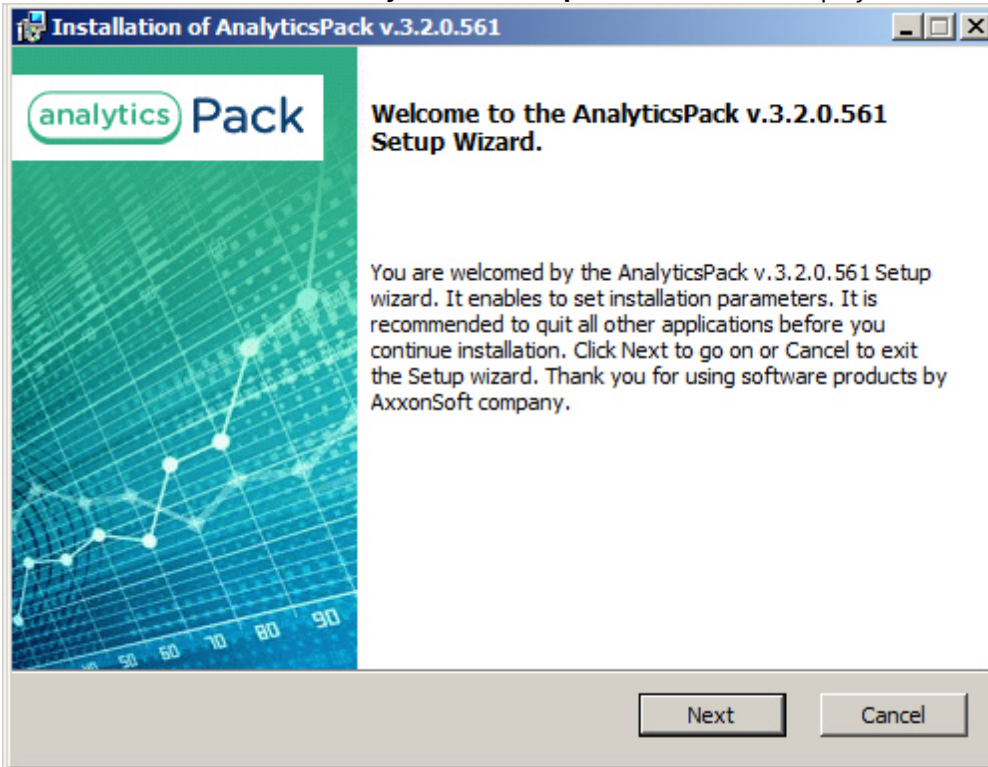 Installation of AnalyticsPack v.3.2.0.561
analytics Pack
Welcome to the AnalyticsPack v.3.2.0.561
Setup Wizard.
You are welcomed by the AnalyticsPack v.3.2.0.561 Setup
wizard. It enables to set installation parameters. It is
recommended to quit all other applications before you
continue installation. Click Next to go on or Cancel to exit
the Setup wizard. Thank you for using software products by
AxxonSoft company.
50 60 70 80 90
Next Cancel